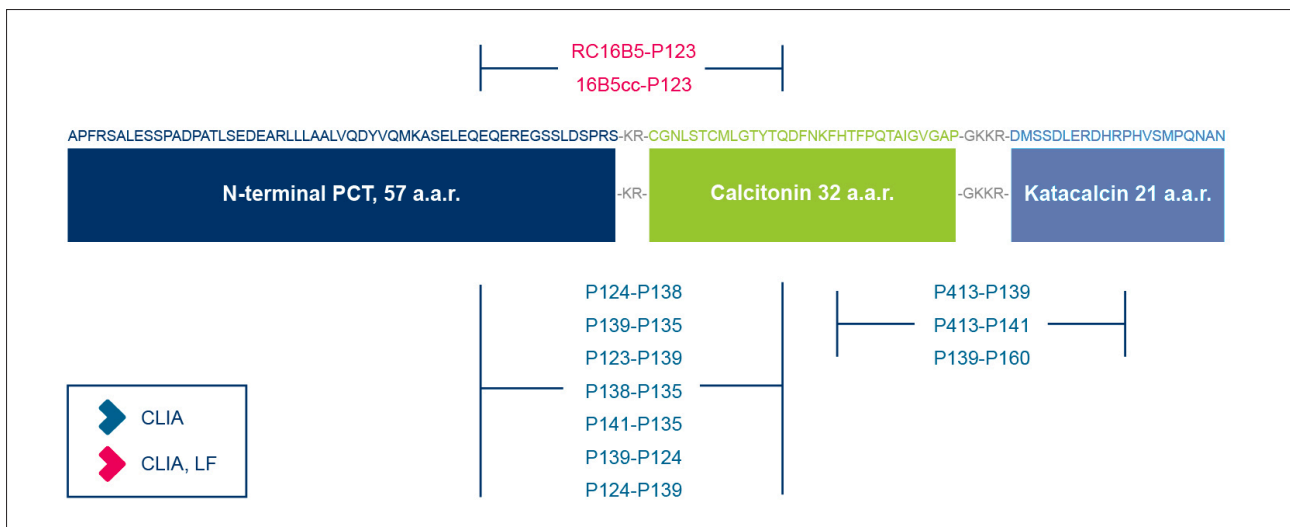 RC16B5-P123
16B5cc-P123
APFRSALESSPADPATLSEDEARLLLAALVQDYVQMKASELEQEQEREGSSLDSPRS-KR-CGNLSTCMLGTYTQDFNKFHTFPQTAIGVGAP-GKKR-DMSSDLERDHRPHVSMPQNAN
N-terminal PCT, 57 a.a.r. -KR- Calcitonin 32 a.a.r. -GKKR- Katacalcin 21 a.a.r.
P124-P138
P139-P135
P123-P139
P138-P135
P141-P135
P139-P124
P124-P139
P413-P139
P413-P141
P139-P160
CLIA
CLIA, LF